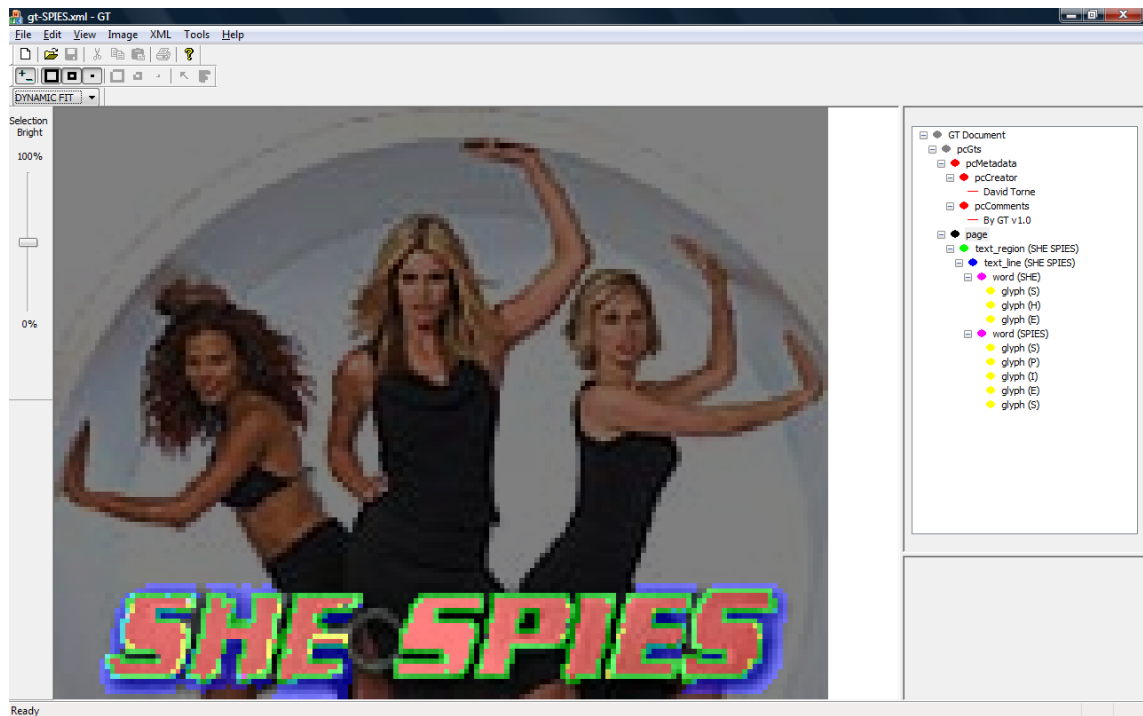 gt-SPIES.xml - GT
File Edit View Image XML Tools Help
DYNAMIC FIT
Selection
Bright
100%
0%
GT Document
pcGts
pcMetadata
pcCreator
David Torne
pcComments
By GT v1.0
page
text_region (SHE SPIES)
text_line (SHE SPIES)
word (SHE)
glyph (S)
glyph (H)
glyph (E)
word (SPIES)
glyph (S)
glyph (P)
glyph (I)
glyph (E)
glyph (S)
SHE SPIES
Ready